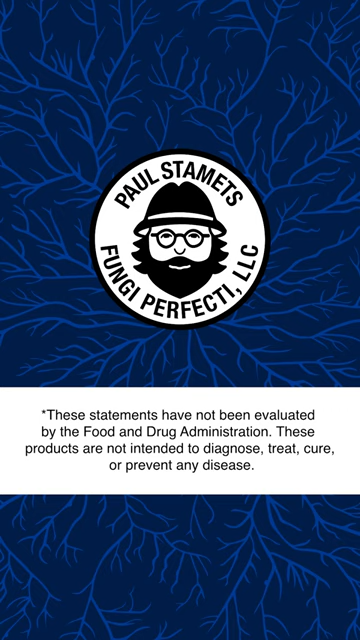 PAUL STAMETS
FUNGI PERFECTI, LLC
*These statements have not been evaluated
by the Food and Drug Administration. These
products are not intended to diagnose, treat, cure,
or prevent any disease.